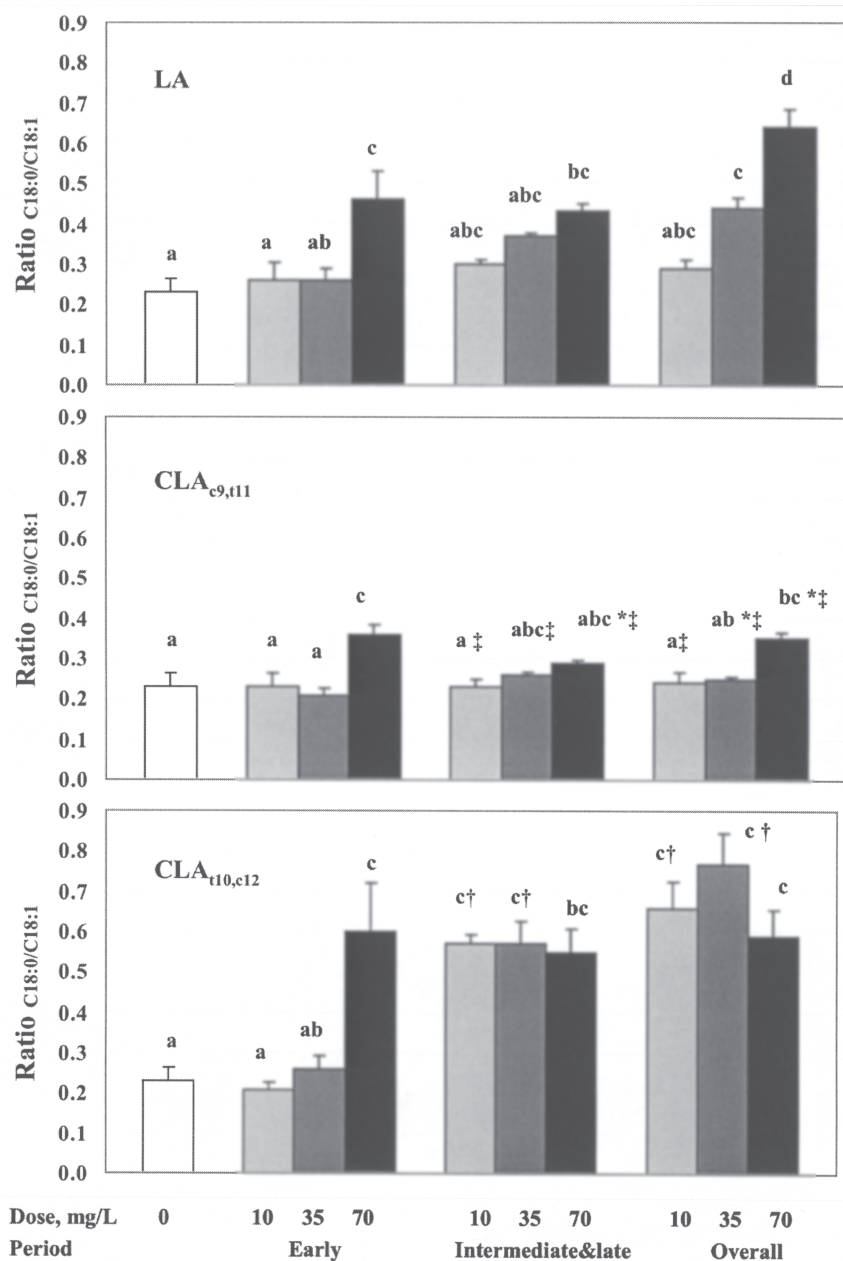 0.9
LA
d
0.8
0.7
0.6
c
bc
c
0.5
abc
abc
abc
0.4
a
a
ab
0.3
0.2
0.1
0.0
Ratio C18:0/C18:1
0.9
CLAc9,t11
0.8
0.7
0.6
0.5
c
bc *‡
0.4
a
a
a
a ‡
abc‡
abc *‡
a‡
ab *‡
0.3
0.2
0.1
0.0
Ratio C18:0/C18:1
0.9
CLAt10,c12
c
c†
c †
0.8
c†
c†
bc
c
0.7
0.6
0.5
0.4
a
a
ab
0.3
0.2
0.1
0.0
Ratio C18:0/C18:1
Dose, mg/L 0 10 35 70 10 35 70 10 35 70
Period Early Intermediate&late Overall